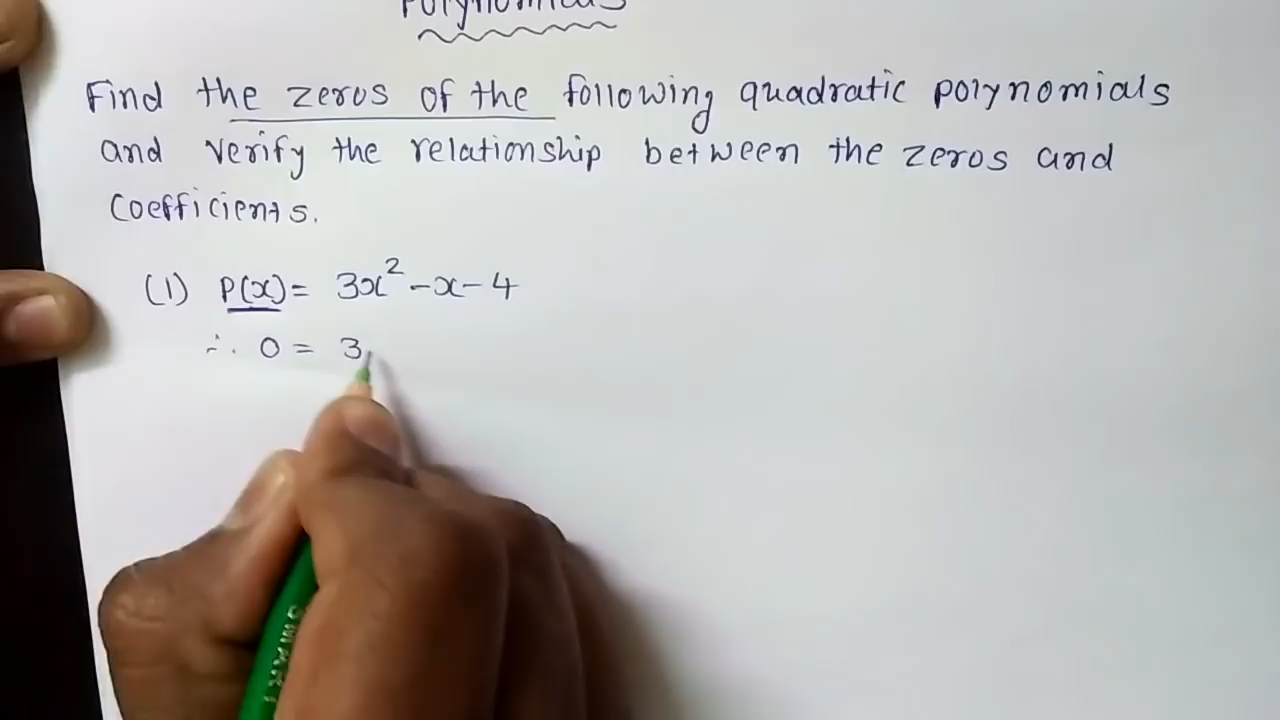 Polynomials
Find the zeros of the following quadratic polynomials
and verify the relationship between the zeros and
coefficients.
(1) P(x) = 3x² - x - 4
∴ 0 = 3